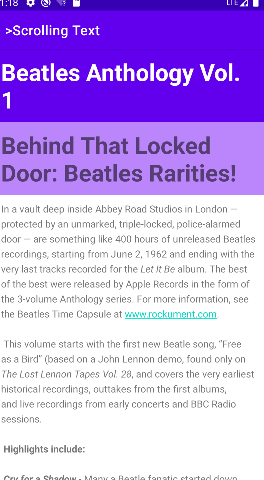 1:18 LTE
>Scrolling Text
Beatles Anthology Vol.
1
Behind That Locked
Door: Beatles Rarities!
In a vault deep inside Abbey Road Studios in London —
protected by an unmarked, triple-locked, police-alarmed
door — are something like 400 hours of unreleased Beatles
recordings, starting from June 2, 1962 and ending with the
very last tracks recorded for the Let It Be album. The best
of the best were released by Apple Records in the form of
the 3-volume Anthology series. For more information, see
the Beatles Time Capsule at www.rockument.com.
This volume starts with the first new Beatle song, “Free
as a Bird” (based on a John Lennon demo, found only on
The Lost Lennon Tapes Vol. 28, and covers the very earliest
historical recordings, outtakes from the first albums,
and live recordings from early concerts and BBC Radio
sessions.
Highlights include:
Cry for a Shadow - Many a Beatle fanatic started down